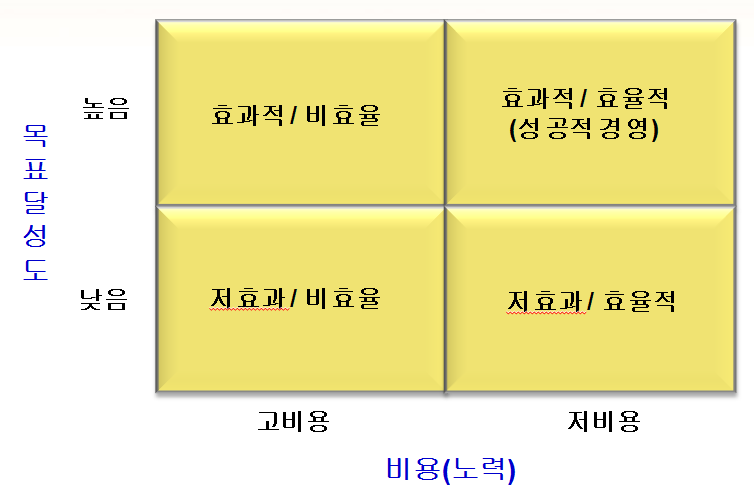 높음
효과적 / 비효율
효과적 / 효율적
(성공적 경영)
목표달성도
낮음
저효과 / 비효율
저효과 / 효율적
고비용
저비용
비용(노력)